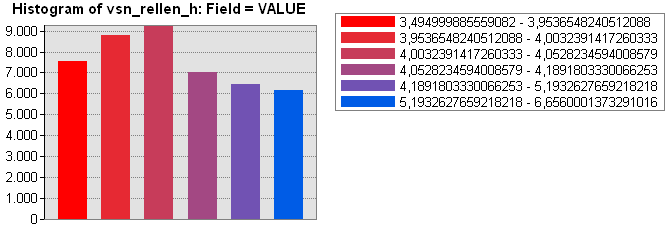 Histogram of vsn_rellen_h: Field = VALUE
9.000
8.000
7.000
6.000
5.000
4.000
3.000
2.000
1.000
0
3,494999885559082 - 3,9536548240512088
3,9536548240512088 - 4,0032391417260333
4,0032391417260333 - 4,0528234594008579
4,0528234594008579 - 4,1891803330066253
4,1891803330066253 - 5,1932627659218218
5,1932627659218218 - 6,6560001373291016